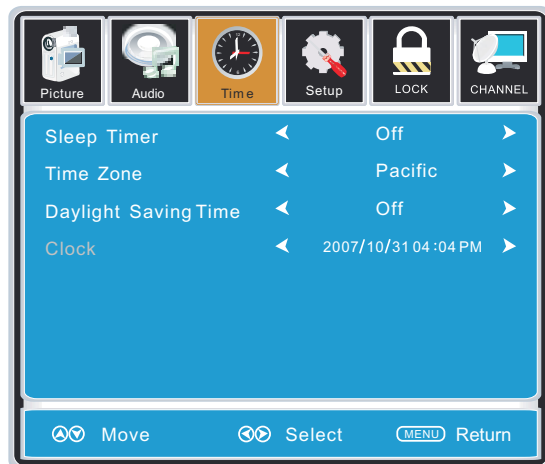 Picture Audio Time Setup LOCK CHANNEL
Sleep Timer Off
Time Zone Pacific
Daylight Saving Time Off
Clock 2007/10/31 04:04 PM
Move Select MENU Return